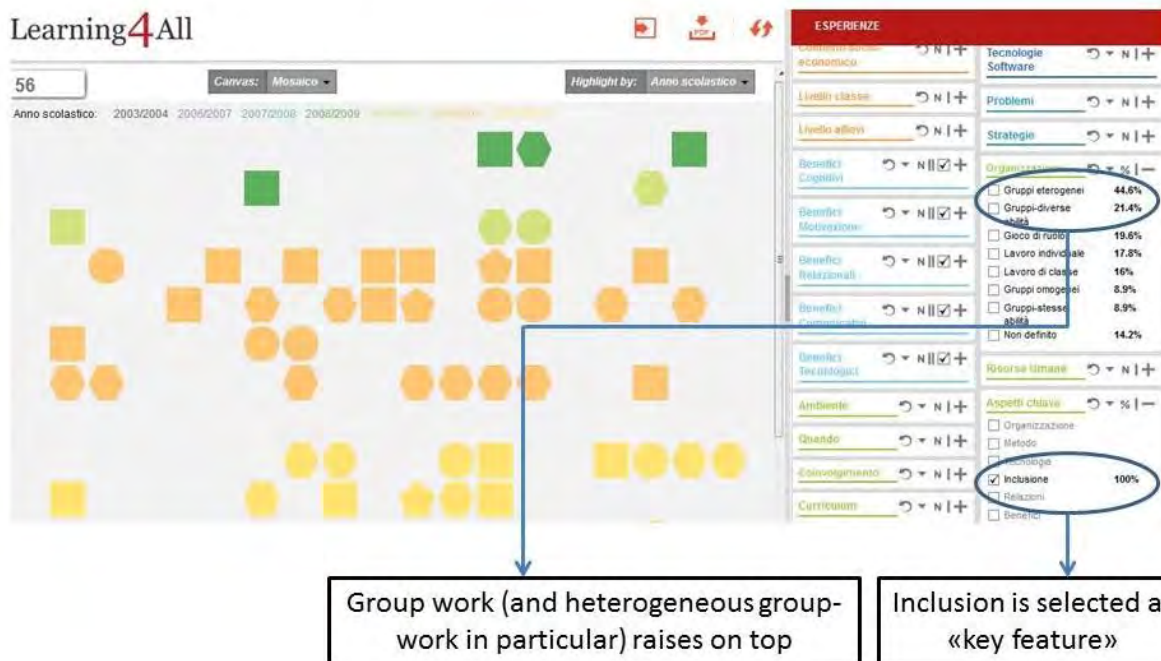 Learning4All
PDF
ESPERIENZE
56
Canvas: Mosaico
Highlight by: Anno scolastico
Anno scolastico: 2003/2004 2006/2007 2007/2008 2008/2009
economico N
Livello classe N
Livello allievi N
Benefici
Cognitivi N
Benefici
Motivazione N
Benefici
Relazionali N
Benefici
N
Benefici
Tecnologici N
Ambiente N
Quando N
Coinvolgimento N
Curriculum N
Tecnologie
Software N
Problemi N
Strategie N
%
Gruppi eterogenei 44.6%
Gruppi-diverse 21.4%
abilità
Gioco di ruolo 19.6%
Lavoro individuale 17.8%
Lavoro di classe 16%
Gruppi omogenei 8.9%
Gruppi-stesse 8.9%
abilità
Non definito 14.2%
Risorse umane N
Aspetti chiave %
Organizzazione
Metodo
Tecnologia
Inclusione 100%
Relazioni
Benefici
Group work (and heterogeneous group-
work in particular) raises on top
Inclusion is selected a
«key feature»